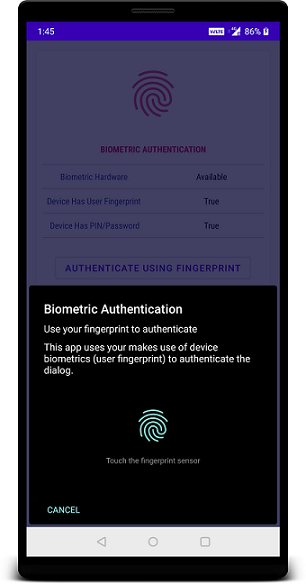 1:45 VoLTE 86%
BIOMETRIC AUTHENTICATION
Biometric Hardware Available
Device Has User Fingerprint True
Device Has PIN/Password True
AUTHENTICATE USING FINGERPRINT
Biometric Authentication
Use your fingerprint to authenticate
This app uses your makes use of device
biometrics (user fingerprint) to authenticate the
dialog.
Touch the fingerprint sensor
CANCEL